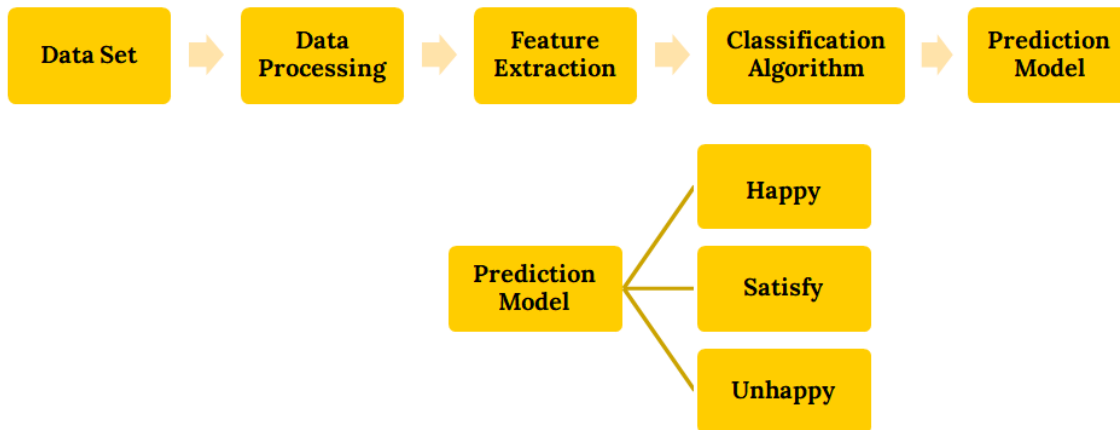 Data Set
Data
Processing
Feature
Extraction
Classification
Algorithm
Prediction
Model
Happy
Prediction
Model
Satisfy
Unhappy